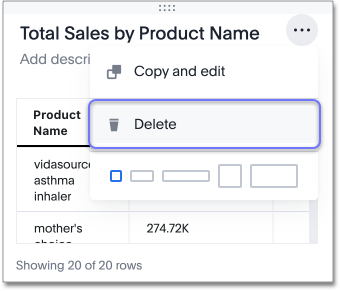 Total Sales by Product Name
Add descri
Copy and edit
Product
Name
Delete
vidasource
asthma
inhaler
mother's
274.72K
choice
Showing 20 of 20 rows